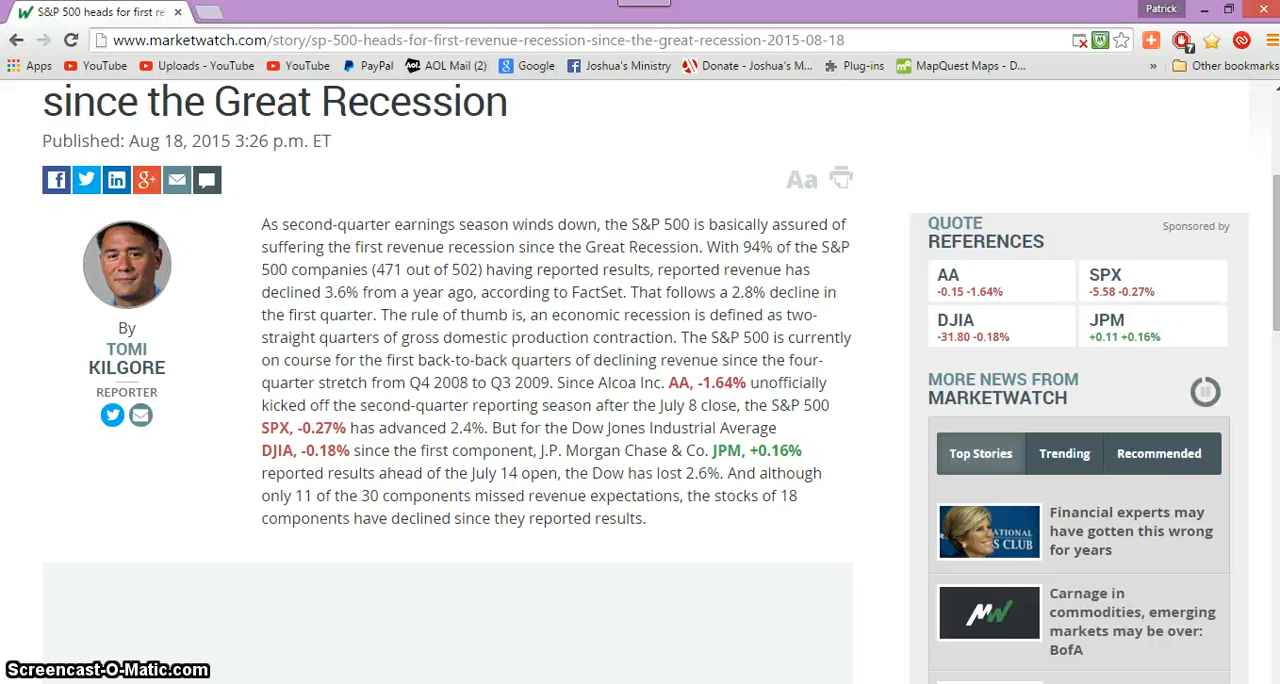 S&P 500 heads for first re
Patrick
www.marketwatch.com/story/sp-500-heads-for-first-revenue-recession-since-the-great-recession-2015-08-18
7
Apps YouTube Uploads - YouTube YouTube PayPal AOL Mail (2) Google Joshua's Ministry Donate - Joshua's M... Plug-ins MapQuest Maps - D... » Other bookmarks
since the Great Recession
Published: Aug 18, 2015 3:26 p.m. ET
Aa
By
TOMI
KILGORE
REPORTER
As second-quarter earnings season winds down, the S&P 500 is basically assured of
suffering the first revenue recession since the Great Recession. With 94% of the S&P
500 companies (471 out of 502) having reported results, reported revenue has
declined 3.6% from a year ago, according to FactSet. That follows a 2.8% decline in
the first quarter. The rule of thumb is, an economic recession is defined as two-
straight quarters of gross domestic production contraction. The S&P 500 is currently
on course for the first back-to-back quarters of declining revenue since the four-
quarter stretch from Q4 2008 to Q3 2009. Since Alcoa Inc. AA, -1.64% unofficially
kicked off the second-quarter reporting season after the July 8 close, the S&P 500
SPX, -0.27% has advanced 2.4%. But for the Dow Jones Industrial Average
DJIA, -0.18% since the first component, J.P. Morgan Chase & Co. JPM, +0.16%
reported results ahead of the July 14 open, the Dow has lost 2.6%. And although
only 11 of the 30 components missed revenue expectations, the stocks of 18
components have declined since they reported results.
QUOTE
REFERENCES
Sponsored by
AA
-0.15 -1.64%
SPX
-5.58 -0.27%
DJIA
-31.80 -0.18%
JPM
+0.11 +0.16%
MORE NEWS FROM
MARKETWATCH
Top Stories Trending Recommended
Financial experts may
have gotten this wrong
for years
Carnage in
commodities, emerging
markets may be over:
BofA
Screencast-O-Matic.com